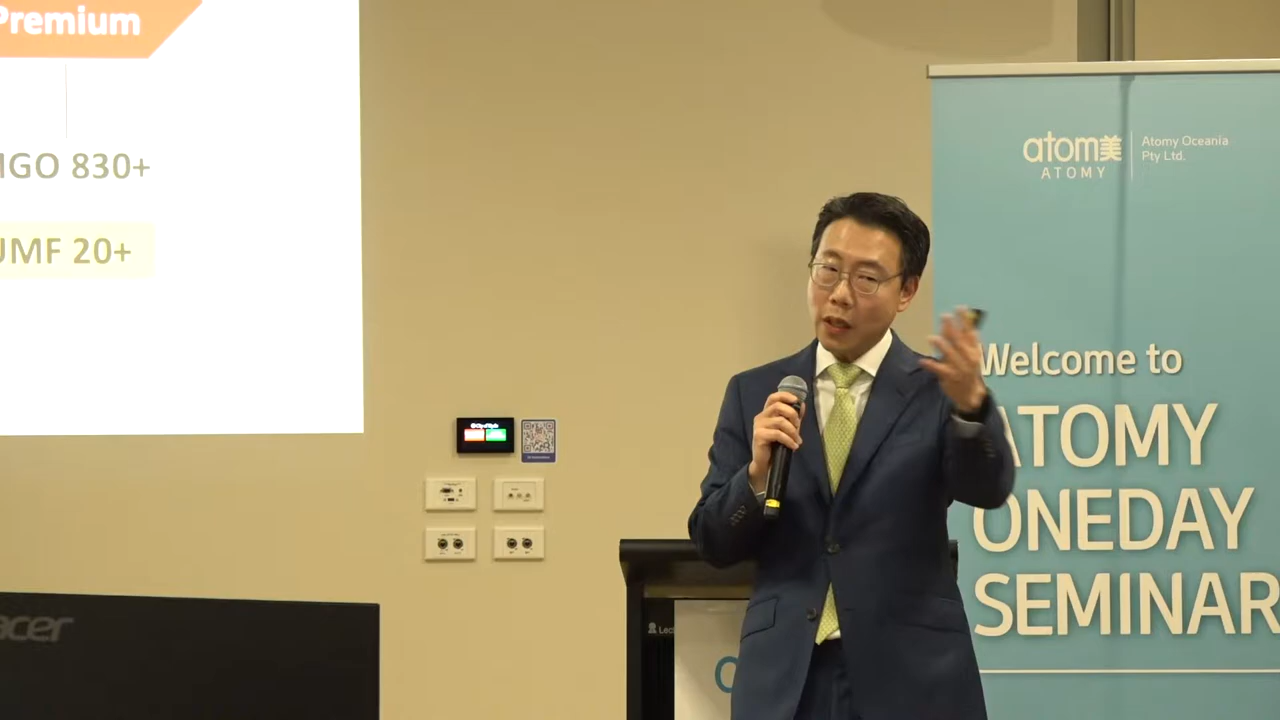 Premium
MGO 830+
UMF 20+
atom美
ATOMY
Atomy Oceania
Pty Ltd.
Welcome to
ATOMY
ONEDAY
SEMINAR
acer